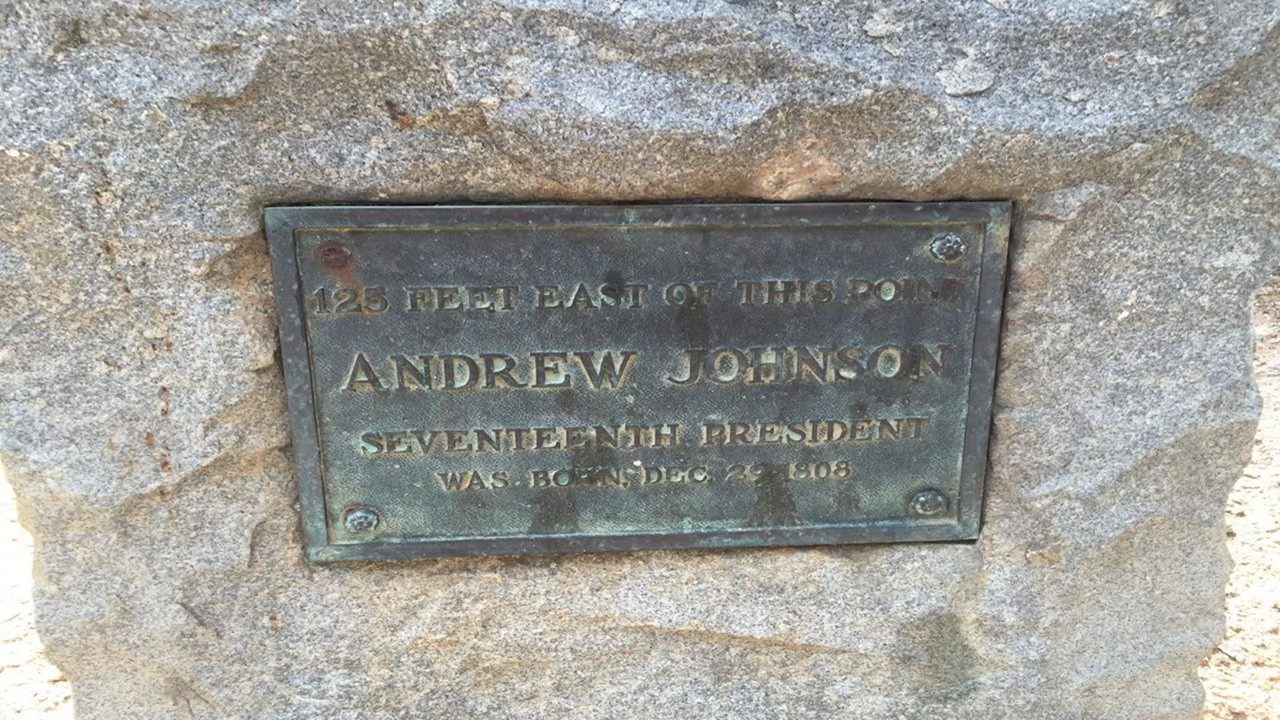 125 FEET EAST OF THIS POINT
ANDREW JOHNSON
SEVENTEENTH PRESIDENT
WAS BORN, DEC. 29, 1808